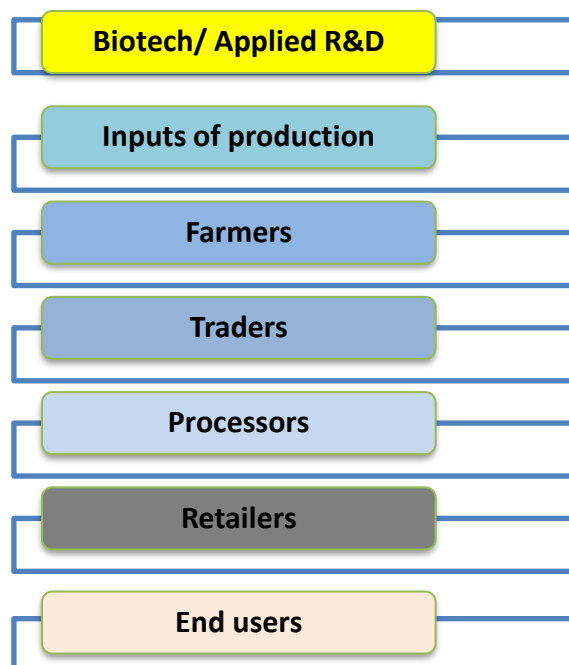 Biotech/ Applied R&D
Inputs of production
Farmers
Traders
Processors
Retailers
End users